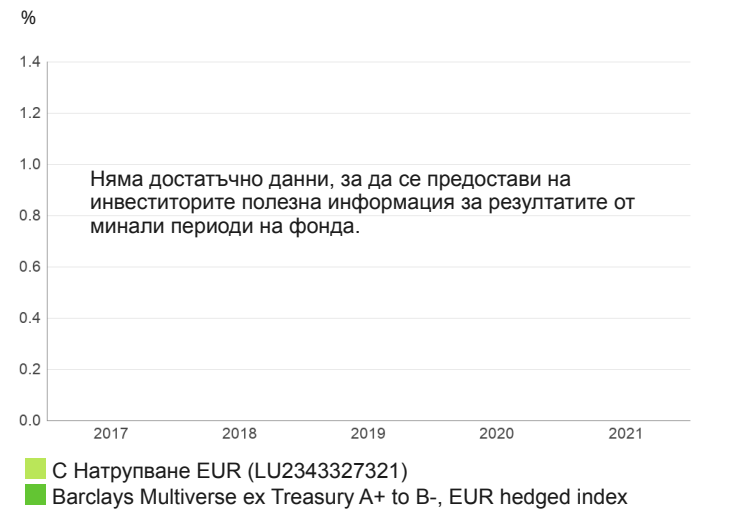 %
1.4
1.2
1.0
Няма достатъчно данни, за да се предостави на
инвеститорите полезна информация за резултатите от
0.8
минали периоди на фонда.
0.6
0.4
0.2
0.0
2017 2018 2019 2020 2021
С Натрупване EUR (LU2343327321)
Barclays Multiverse ex Treasury A+ to B-, EUR hedged index